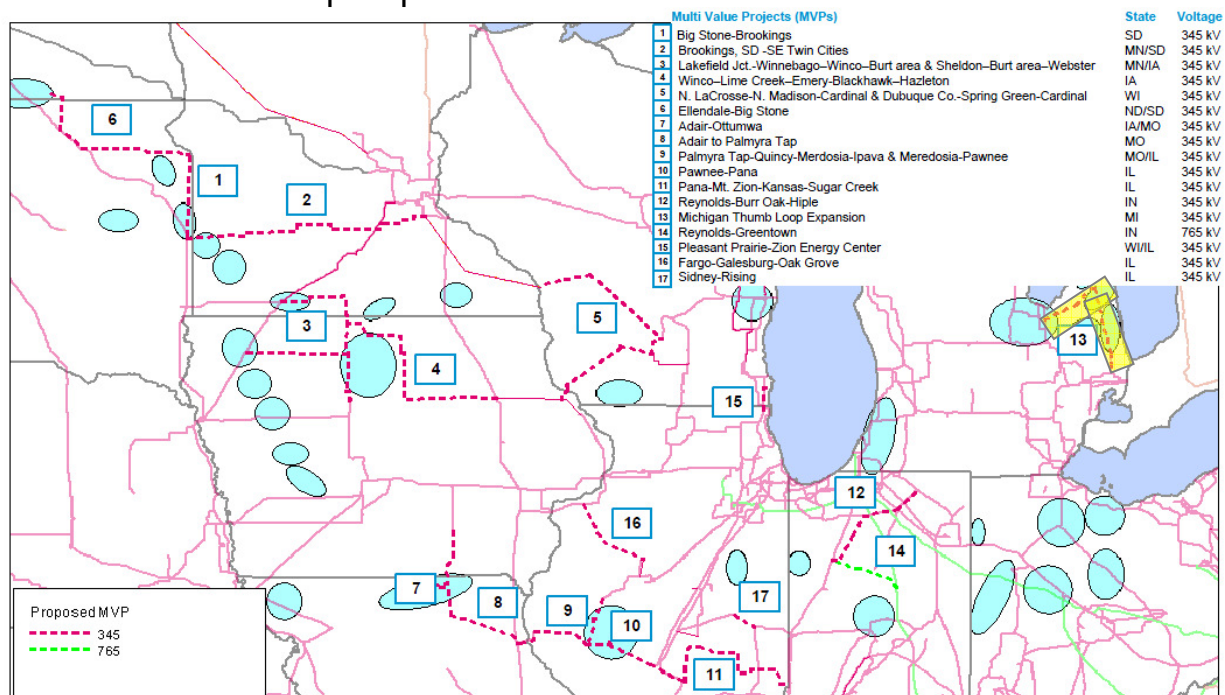 Multi Value Projects (MVPs) State Voltage
1 Big Stone-Brookings SD 345 kV
2 Brookings, SD -SE Twin Cities MN/SD 345 kV
3 Lakefield Jct.-Winnebago–Winco–Burt area & Sheldon–Burt area–Webster MN/IA 345 kV
4 Winco–Lime Creek–Emery-Blackhawk–Hazleton IA 345 kV
5 N. LaCrosse-N. Madison-Cardinal & Dubuque Co.-Spring Green-Cardinal WI 345 kV
6 Ellendale-Big Stone ND/SD 345 kV
7 Adair-Ottumwa IA/MO 345 kV
8 Adair to Palmyra Tap MO 345 kV
9 Palmyra Tap-Quincy-Merdosia-Ipava & Meredosia-Pawnee MO/IL 345 kV
10 Pawnee-Pana IL 345 kV
11 Pana-Mt. Zion-Kansas-Sugar Creek IL 345 kV
12 Reynolds-Burr Oak-Hiple IN 345 kV
13 Michigan Thumb Loop Expansion MI 345 kV
14 Reynolds-Greentown IN 765 kV
15 Pleasant Prairie-Zion Energy Center WI/IL 345 kV
16 Fargo-Galesburg-Oak Grove IL 345 kV
17 Sidney-Rising IL 345 kV
6
1
2
3
5
13
4
15
12
16
14
7
8
9
10
17
11
Proposed MVP
345
765